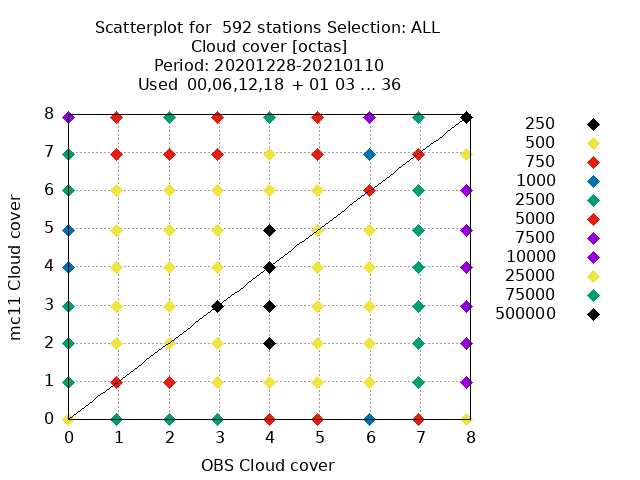 Scatterplot for  592 stations Selection: ALL
Cloud cover [octas]
Period: 20201228-20210110
Used  00,06,12,18  + 01 03 ... 36
8
7
6
5
4
3
2
1
0
mc11 Cloud cover
0 1 2 3 4 5 6 7 8
OBS Cloud cover
250
500
750
1000
2500
5000
7500
10000
25000
75000
500000